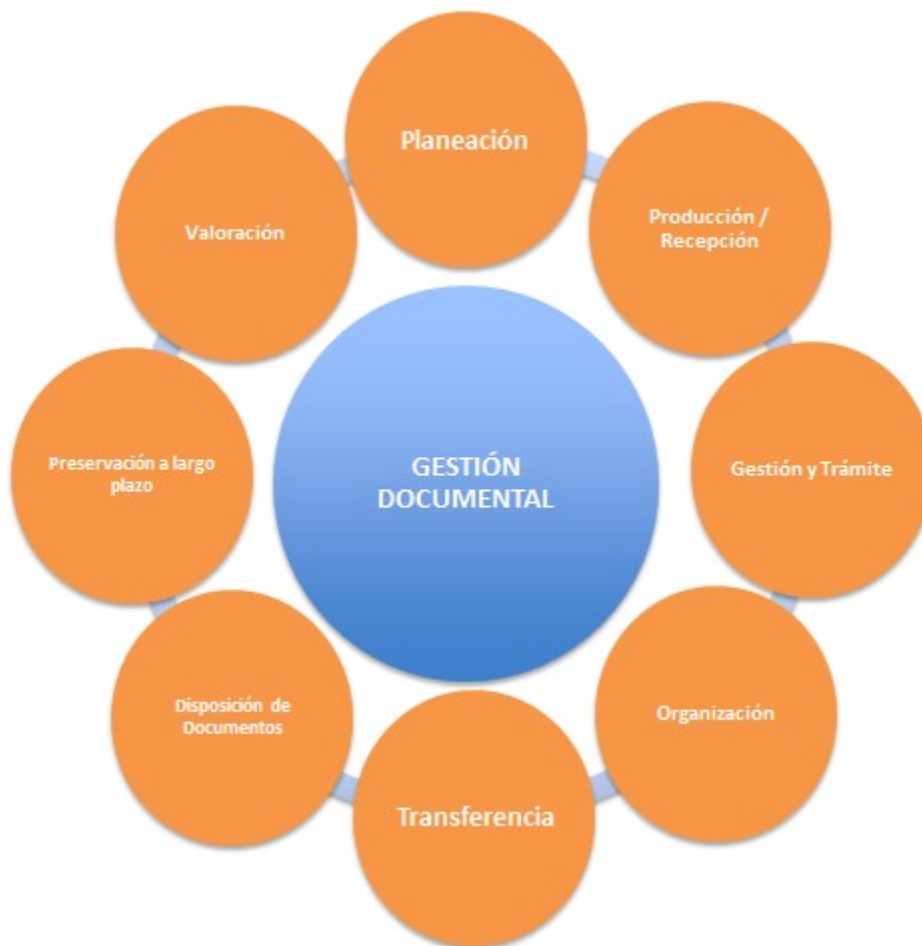 Planeación
Producción /
Recepción
Gestión y Trámite
Organización
Transferencia
Disposición de
Documentos
Preservación a largo
plazo
Valoración
GESTIÓN
DOCUMENTAL